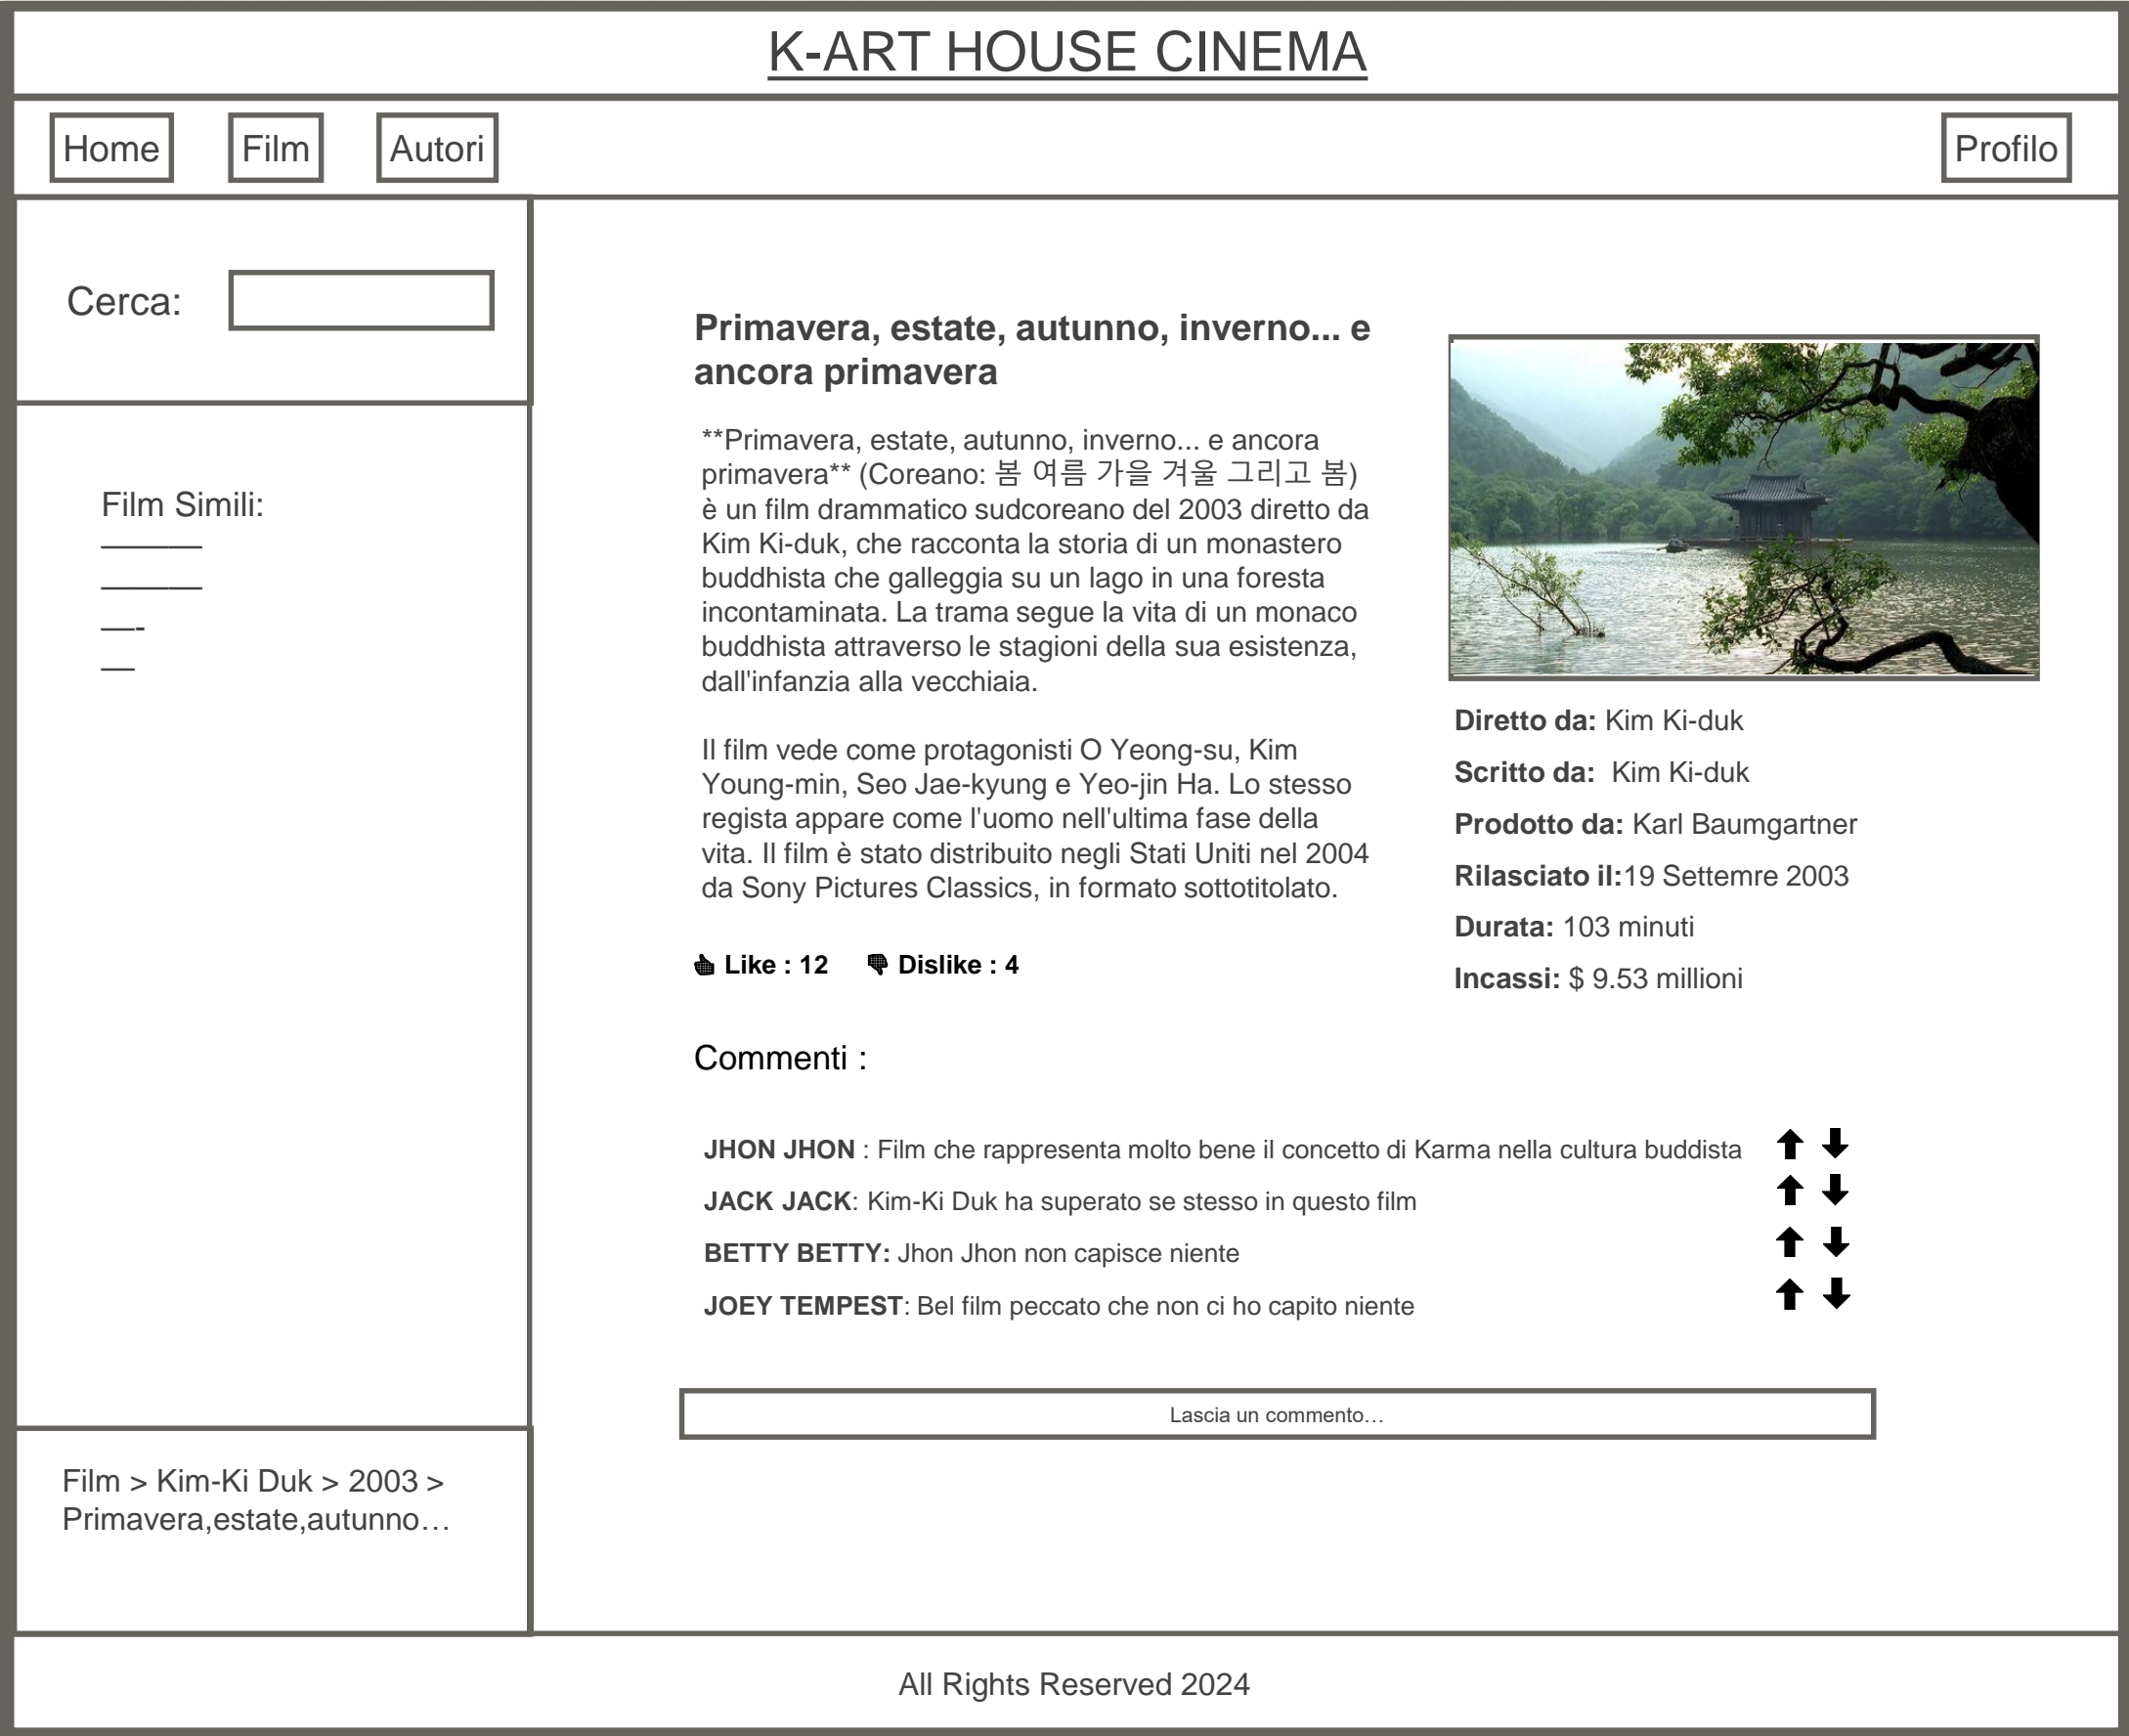 K-ART HOUSE CINEMA
Home
Film
Autori
Profilo
Cerca:
Film Simili:
Film > Kim-Ki Duk > 2003 >
Primavera,estate,autunno…
Primavera, estate, autunno, inverno... e
ancora primavera
**Primavera, estate, autunno, inverno... e ancora
primavera** (Coreano: 봄 여름 가을 겨울 그리고 봄)
è un film drammatico sudcoreano del 2003 diretto da
Kim Ki-duk, che racconta la storia di un monastero
buddhista che galleggia su un lago in una foresta
incontaminata. La trama segue la vita di un monaco
buddhista attraverso le stagioni della sua esistenza,
dall'infanzia alla vecchiaia.
Il film vede come protagonisti O Yeong-su, Kim
Young-min, Seo Jae-kyung e Yeo-jin Ha. Lo stesso
regista appare come l'uomo nell'ultima fase della
vita. Il film è stato distribuito negli Stati Uniti nel 2004
da Sony Pictures Classics, in formato sottotitolato.
Like : 12
Dislike : 4
Diretto da: Kim Ki-duk
Scritto da: Kim Ki-duk
Prodotto da: Karl Baumgartner
Rilasciato il:19 Settemre 2003
Durata: 103 minuti
Incassi: $ 9.53 millioni
Commenti :
JHON JHON : Film che rappresenta molto bene il concetto di Karma nella cultura buddista
JACK JACK: Kim-Ki Duk ha superato se stesso in questo film
BETTY BETTY: Jhon Jhon non capisce niente
JOEY TEMPEST: Bel film peccato che non ci ho capito niente
Lascia un commento…
All Rights Reserved 2024